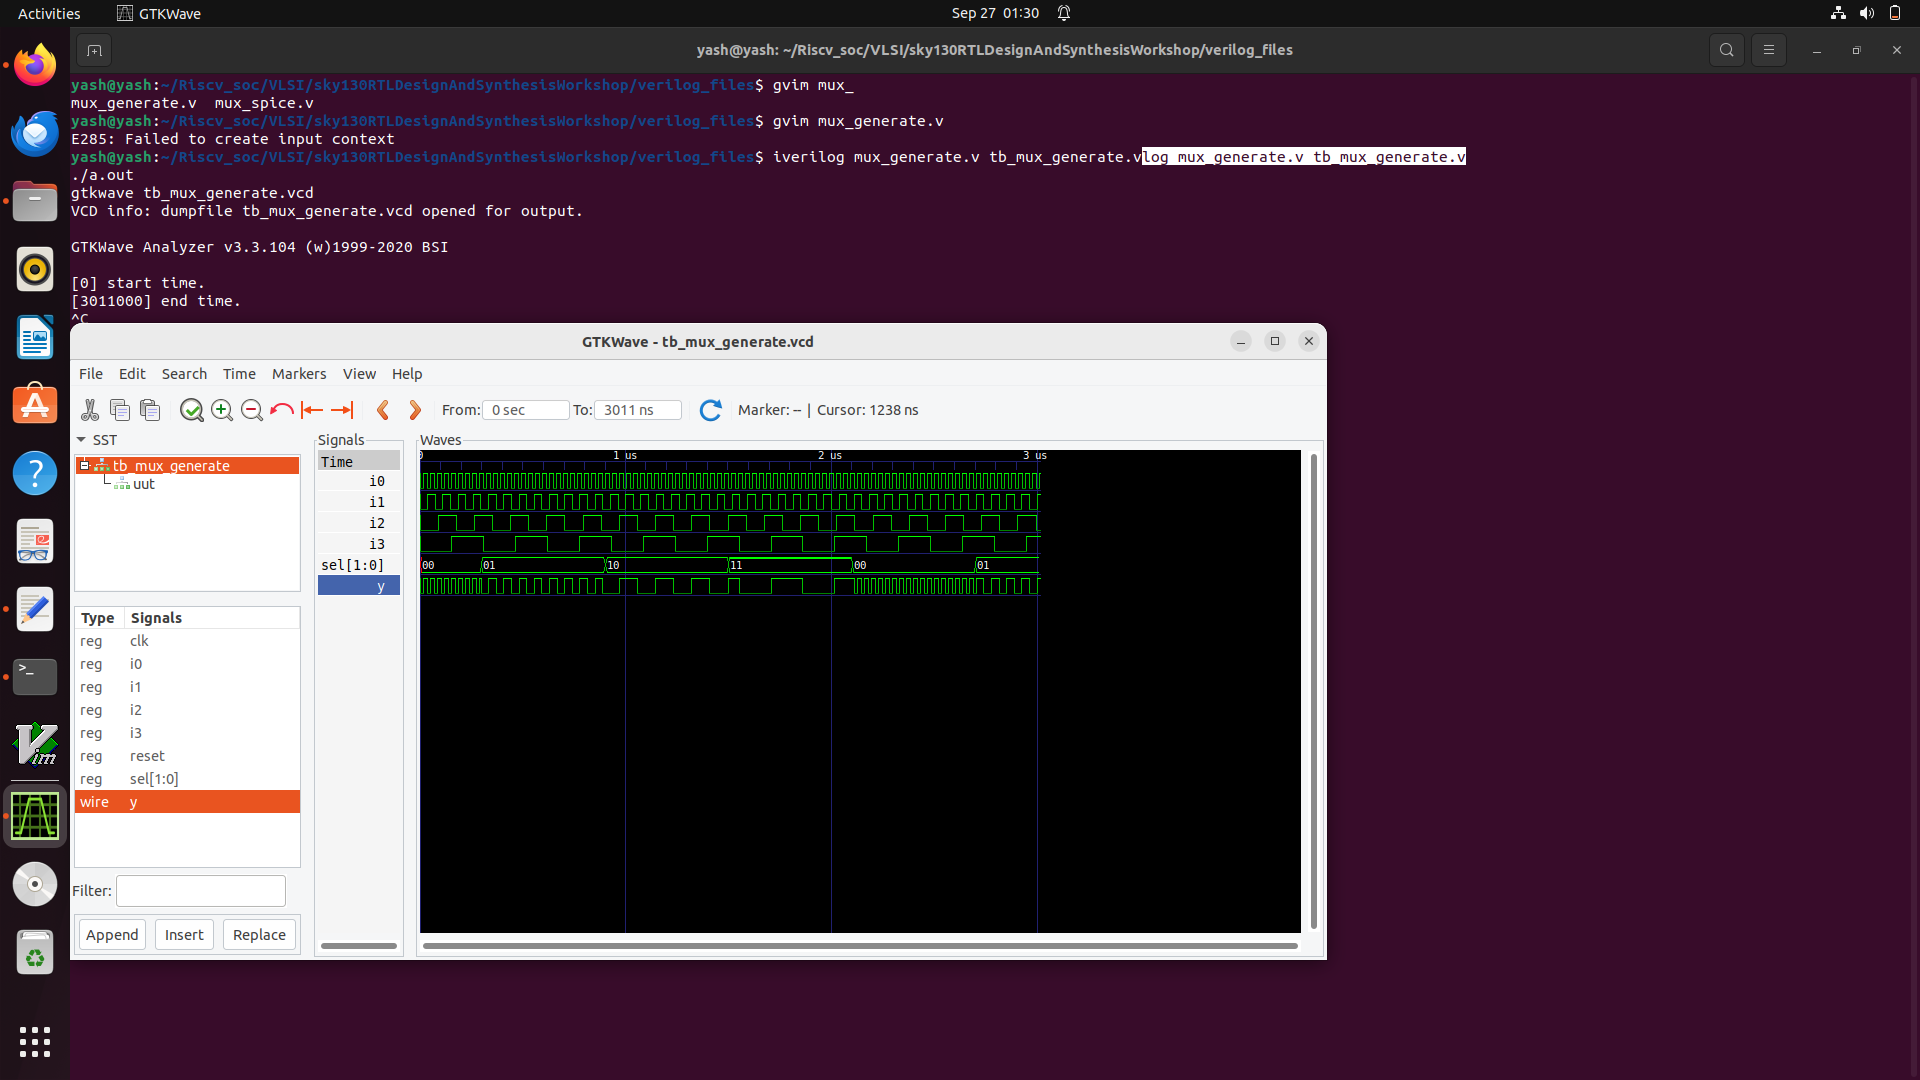 Activities GTKWave Sep 27 01:30
yash@yash: ~/Riscv_soc/VLSI/sky130RTLDesignAndSynthesisWorkshop/verilog_files
yash@yash:~/Riscv_soc/VLSI/sky130RTLDesignAndSynthesisWorkshop/verilog_files$ gvim mux_
mux_generate.v mux_spice.v
yash@yash:~/Riscv_soc/VLSI/sky130RTLDesignAndSynthesisWorkshop/verilog_files$ gvim mux_generate.v
E285: Failed to create input context
yash@yash:~/Riscv_soc/VLSI/sky130RTLDesignAndSynthesisWorkshop/verilog_files$ iverilog mux_generate.v tb_mux_generate.vlog mux_generate.v tb_mux_generate.v
./a.out
gtkwave tb_mux_generate.vcd
VCD info: dumpfile tb_mux_generate.vcd opened for output.
GTKWave Analyzer v3.3.104 (w)1999-2020 BSI
[0] start time.
[3011000] end time.
^C
GTKWave - tb_mux_generate.vcd
File Edit Search Time Markers View Help
From: 0 sec To: 3011 ns Marker: -- | Cursor: 1238 ns
SST
tb_mux_generate
uut
Type Signals
reg clk
reg i0
reg i1
reg i2
reg i3
reg reset
reg sel[1:0]
wire y
Filter:
Append Insert Replace
Signals
Time
i0
i1
i2
i3
sel[1:0]
y
Waves
0 1 us 2 us 3 us
00 01 10 11 00 01